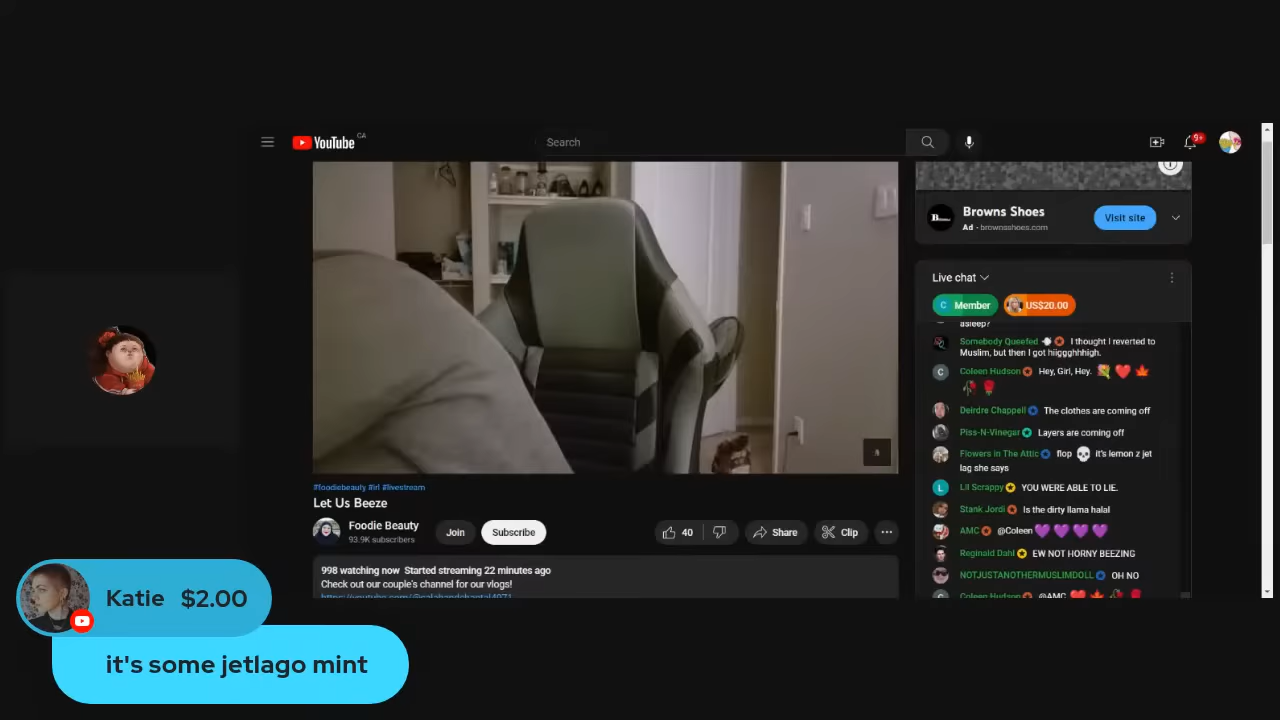 YouTube CA
Search
9+
Browns Shoes
Ad · brownsshoes.com
Visit site
Live chat
C Member
US$20.00
asleep?
Somebody Queefed I thought I reverted to
Muslim, but then I got hiiggghhhigh.
C Coleen Hudson Hey, Girl, Hey.
Deirdre Chappell The clothes are coming off
Piss-N-Vinegar Layers are coming off
Flowers in The Attic flop it's lemon z jet
lag she says
L Lil Scrappy YOU WERE ABLE TO LIE.
Stank Jordi Is the dirty llama halal
AMC @Coleen
Reginald Dahl EW NOT HORNY BEEZING
NOTJUSTANOTHERMUSLIMDOLL OH NO
Coleen Hudson @AMC
#foodiebeauty #irl #livestream
Let Us Beeze
Foodie Beauty
93.9K subscribers
Join
Subscribe
40
Share
Clip
998 watching now Started streaming 22 minutes ago
Check out our couple's channel for our vlogs!
Katie $2.00
it's some jetlago mint